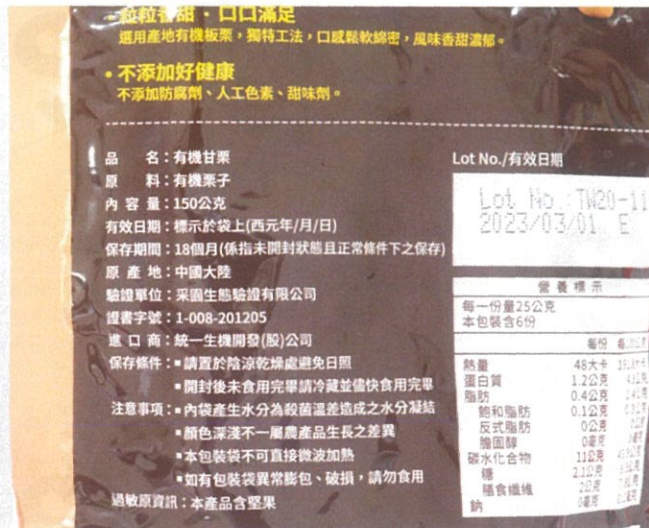 粒粒香甜・口口滿足
選用產地有機板栗，獨特工法，口感鬆軟綿密，風味香甜濃郁。
• 不添加好健康
不添加防腐劑、人工色素、甜味劑。
品名：有機甘栗
原料：有機栗子
內容量：150公克
有效日期：標示於袋上(西元年/月/日)
保存期間：18個月(係指未開封狀態且正常條件下之保存)
原產地：中國大陸
驗證單位：采園生態驗證有限公司
證書字號：1-008-201205
進口商：統一生機開發(股)公司
保存條件：▪請置於陰涼乾燥處避免日照
▪開封後未食用完畢請冷藏並儘快食用完畢
注意事項：▪內袋產生水分為殺菌溫差造成之水分凝結
▪顏色深淺不一屬農產品生長之差異
▪本包裝袋不可直接微波加熱
▪如有包裝袋異常膨包、破損，請勿食用
過敏原資訊：本產品含堅果
Lot No./有效日期
Lot No.:TW20-11
2023/03/01 E
營養標示
每一份量25公克
本包裝含6份
每份
熱量 48大卡
蛋白質 1.2公克
脂肪 0.4公克
飽和脂肪 0.1公克
反式脂肪 0公克
膽固醇 0毫克
碳水化合物 11公克
糖 2.1公克
膳食纖維 2公克
鈉 0毫克